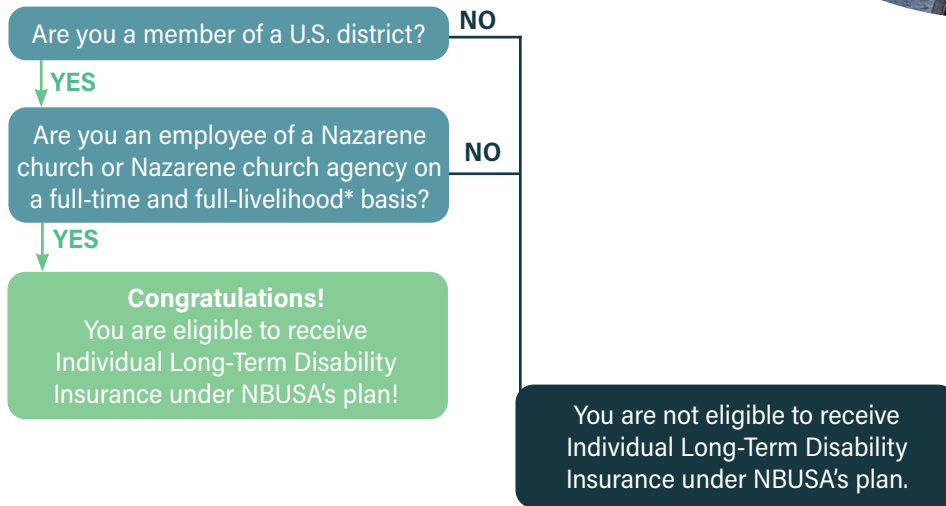 Are you a member of a U.S. district?
NO
YES
Are you an employee of a Nazarene
church or Nazarene church agency on
a full-time and full-livelihood* basis?
NO
YES
Congratulations!
You are eligible to receive
Individual Long-Term Disability
Insurance under NBUSA’s plan!
You are not eligible to receive
Individual Long-Term Disability
Insurance under NBUSA’s plan.